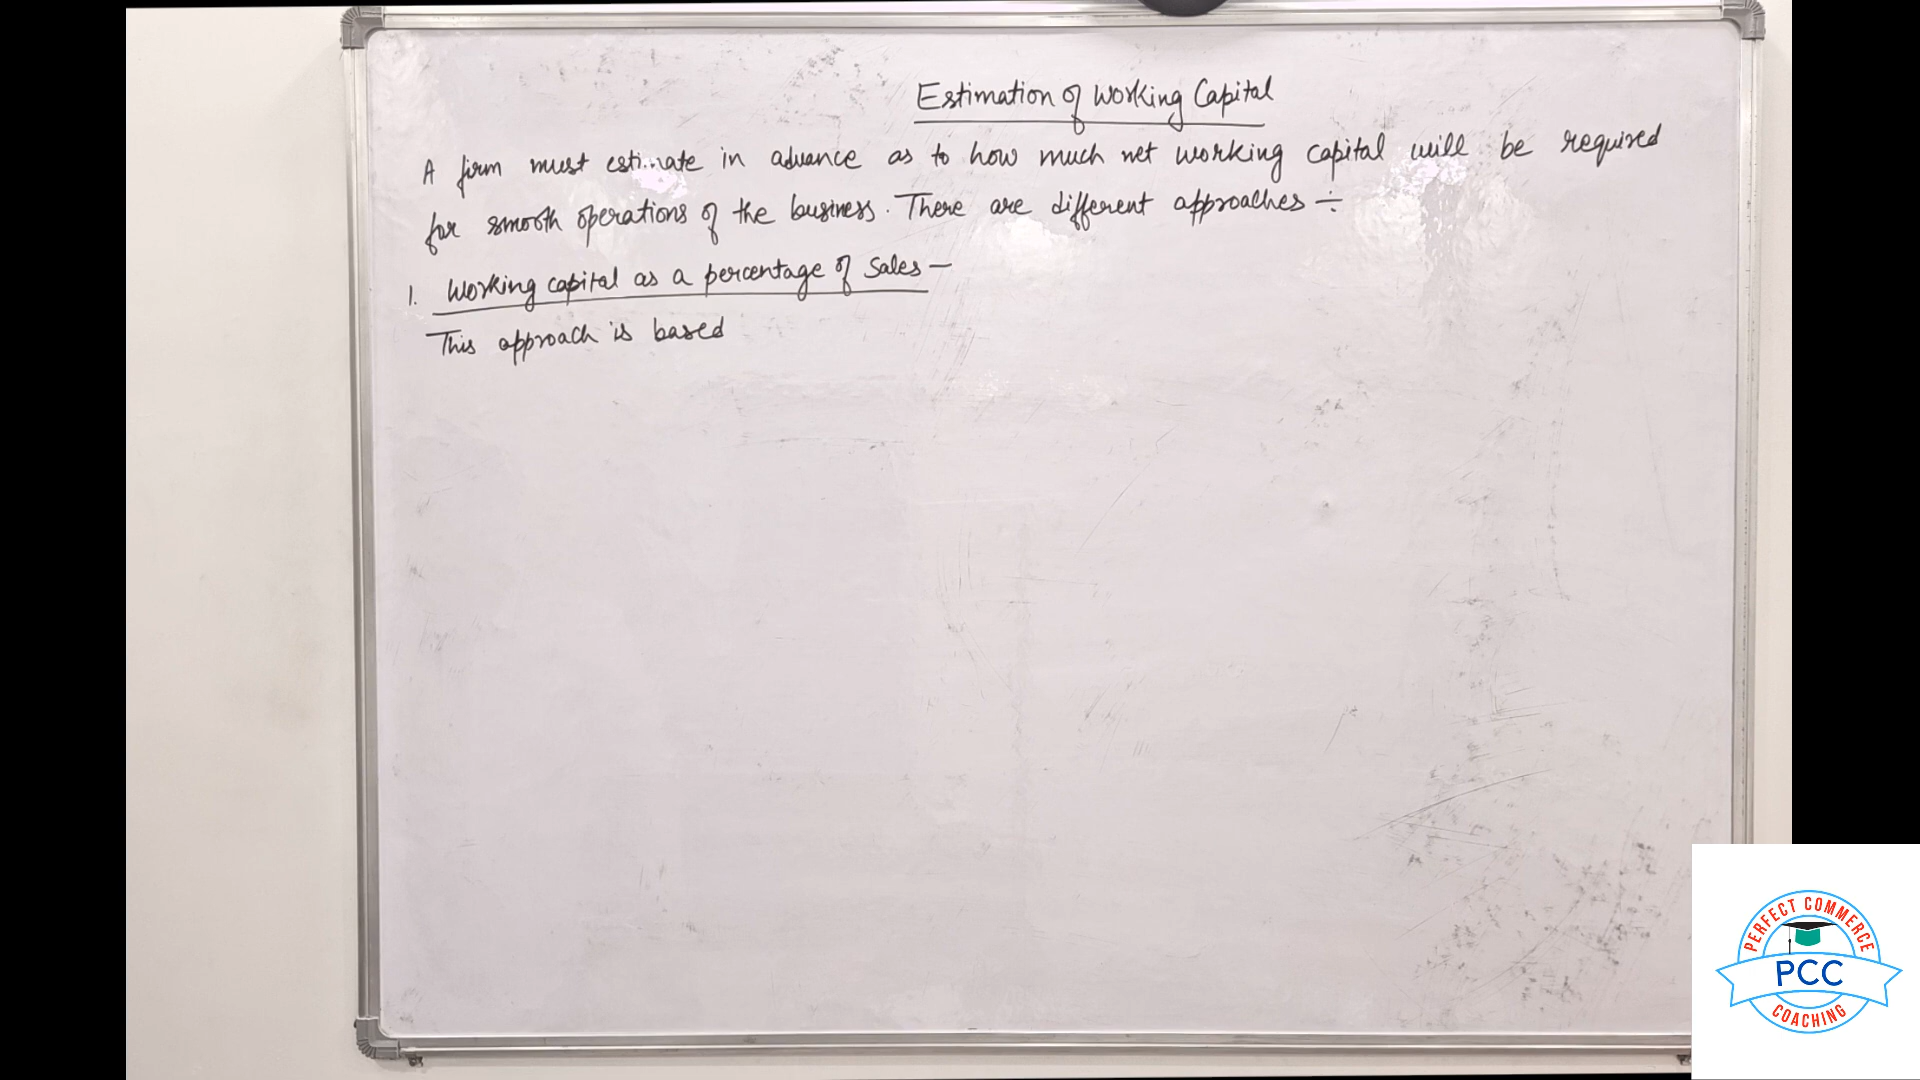 Estimation of Working Capital
A firm must estimate in advance as to how much net working capital will be required
for smooth operations of the business. There are different approaches ÷
1. Working capital as a percentage of Sales —
This approach is based
PERFECT COMMERCE
PCC
COACHING